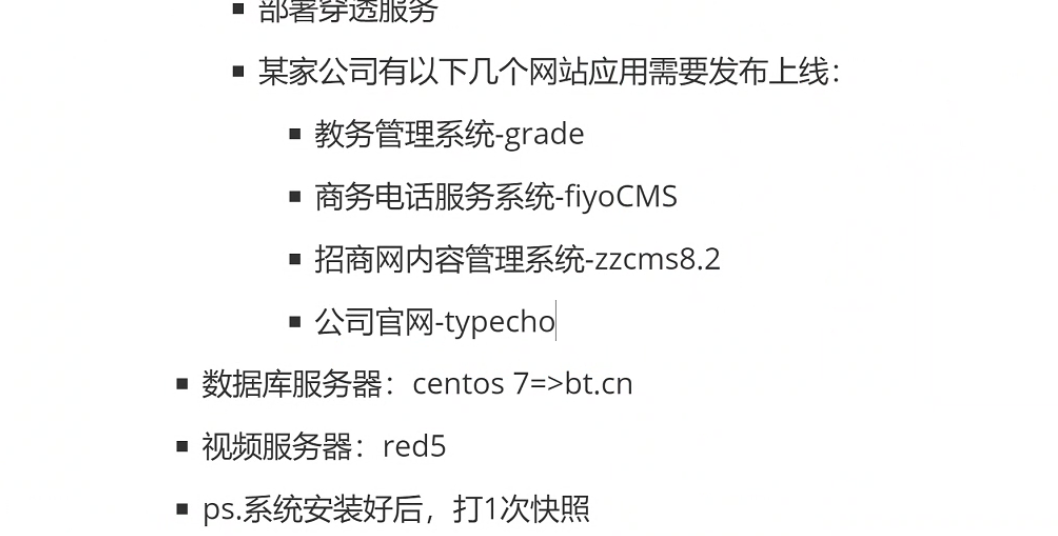 部署穿透服务
某家公司有以下几个网站应用需要发布上线：
教务管理系统-grade
商务电话服务系统-fiyoCMS
招商网内容管理系统-zzcms8.2
公司官网-typecho
数据库服务器：centos 7=>bt.cn
视频服务器：red5
ps.系统安装好后，打1次快照